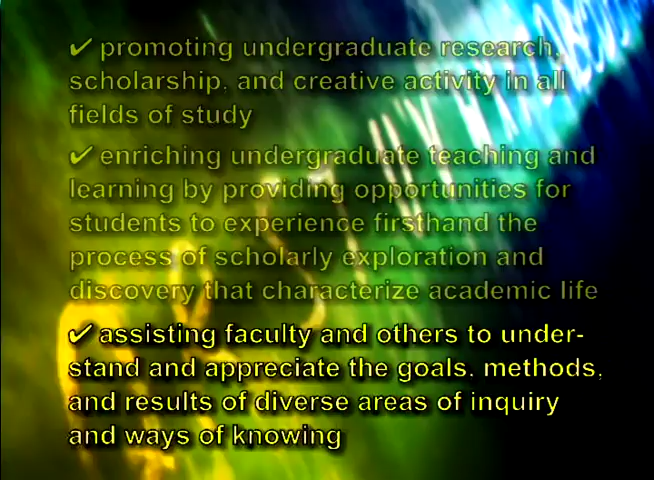 ✔ promoting undergraduate research,
scholarship, and creative activity in all
fields of study
✔ enriching undergraduate teaching and
learning by providing opportunities for
students to experience firsthand the
process of scholarly exploration and
discovery that characterize academic life
✔ assisting faculty and others to under-
stand and appreciate the goals, methods,
and results of diverse areas of inquiry
and ways of knowing